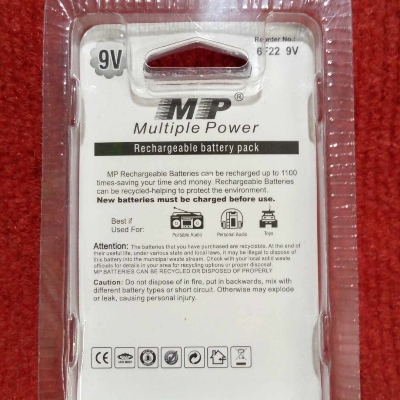 9V
Reorder No.:
6F22 9V
MP®
Multiple Power
Rechargeable battery pack
MP Rechargeable Batteries can be recharged up to 1100
times-saving your time and money. Rechargeable Batteries
can be recycled-helping to protect the environment.
New batteries must be charged before use.
Best if
Used For:
Portable Audio Personal Audio Toys
Attention: The batteries that you have purchased are recyclable. At the end of
their useful life, under various state and local laws, it may be illegal to dispose of
this battery into the municipal waste stream. Check with your local solid waste
officials for details in your area for recycling options or proper disposal.
MP BATTERIES CAN BE RECYCLED OR DISPOSED OF PROPERLY
Caution: Do not dispose of in fire, put in backwards, mix with
different battery types or short circuit. Otherwise may explode
or leak, causing personal injury.
CE